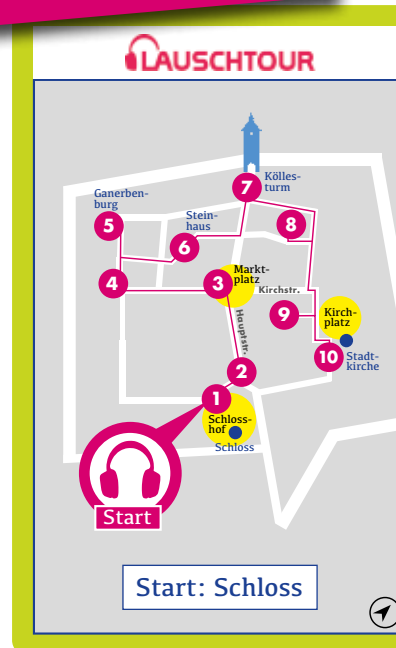 LAUSCHTOUR
7
Kölles-
turm
Ganerben-
burg
5
Stein-
haus
6
8
4
3
Markt-
platz
Kirchstr.
Hauptstr.
9
Kirch-
platz
10
Stadt-
kirche
2
1
Schloss-
hof
Schloss
Start
Start: Schloss